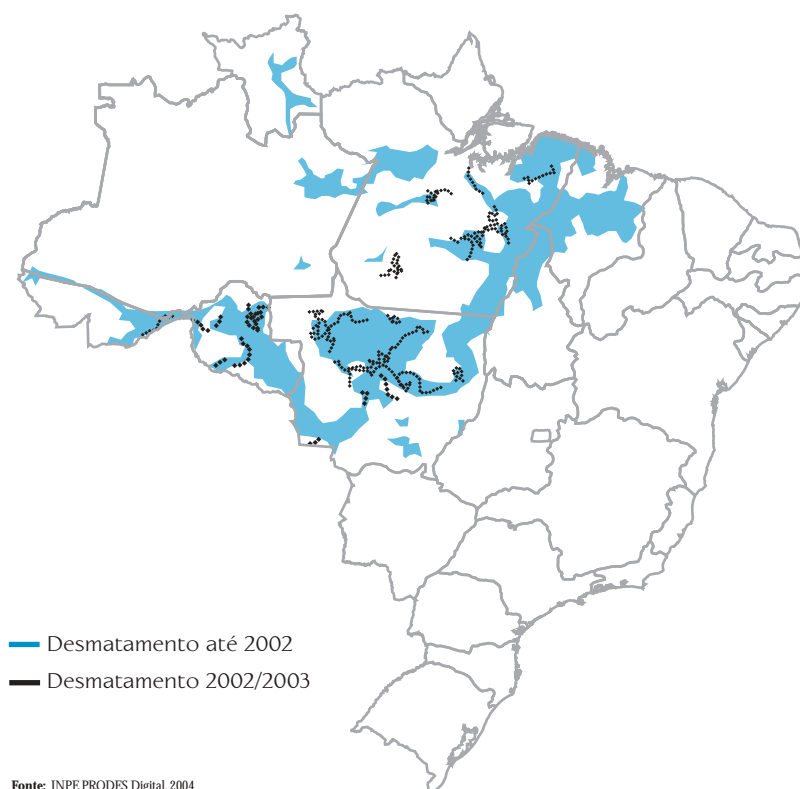 Desmatamento até 2002
Desmatamento 2002/2003
Fonte: INPE PRODES Digital, 2004